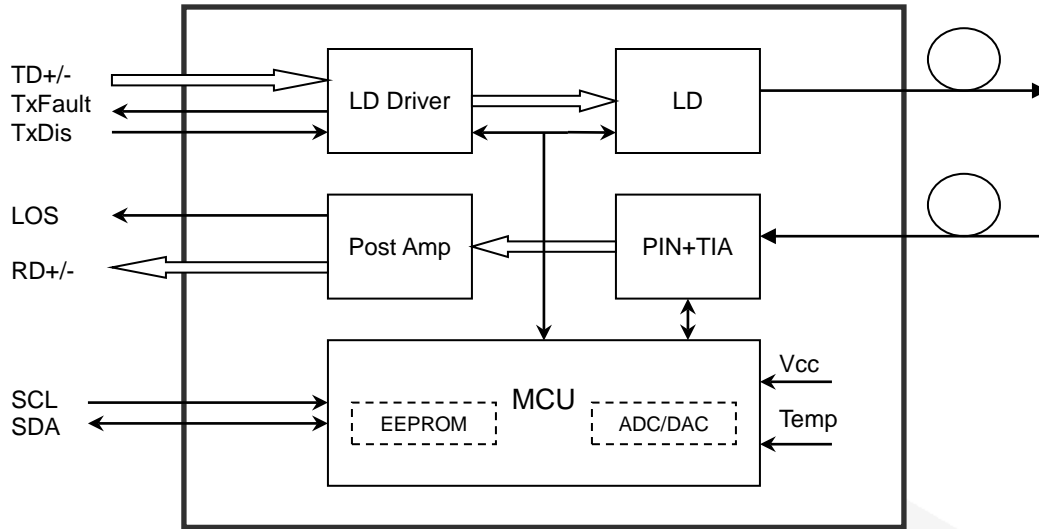 TD+/-
TxFault
TxDis
LD Driver
LD
LOS
RD+/-
Post Amp
PIN+TIA
SCL
SDA
MCU
EEPROM
ADC/DAC
Vcc
Temp